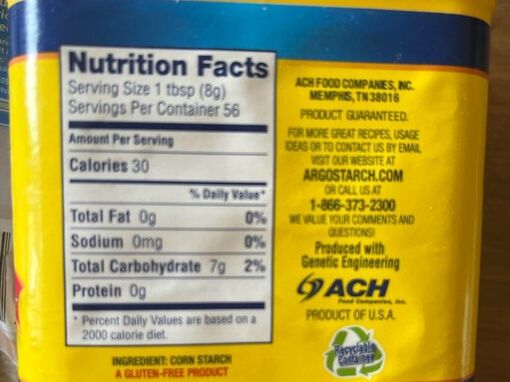 Nutrition Facts
Serving Size 1 tbsp (8g)
Servings Per Container 56
Amount Per Serving
Calories 30
% Daily Value*
Total Fat 0g 0%
Sodium 0mg 0%
Total Carbohydrate 7g 2%
Protein 0g
* Percent Daily Values are based on a
2000 calorie diet.
INGREDIENT: CORN STARCH
A GLUTEN-FREE PRODUCT
ACH FOOD COMPANIES, INC.
MEMPHIS, TN 38016
PRODUCT GUARANTEED.
FOR MORE GREAT RECIPES, USAGE
IDEAS OR TO CONTACT US BY EMAIL
VISIT OUR WEBSITE AT
ARGOSTARCH.COM
OR CALL US AT
1-866-373-2300
WE VALUE YOUR COMMENTS AND
QUESTIONS!
Produced with
Genetic Engineering
ACH
Food Companies, Inc.
PRODUCT OF U.S.A.
Recyclable
Container